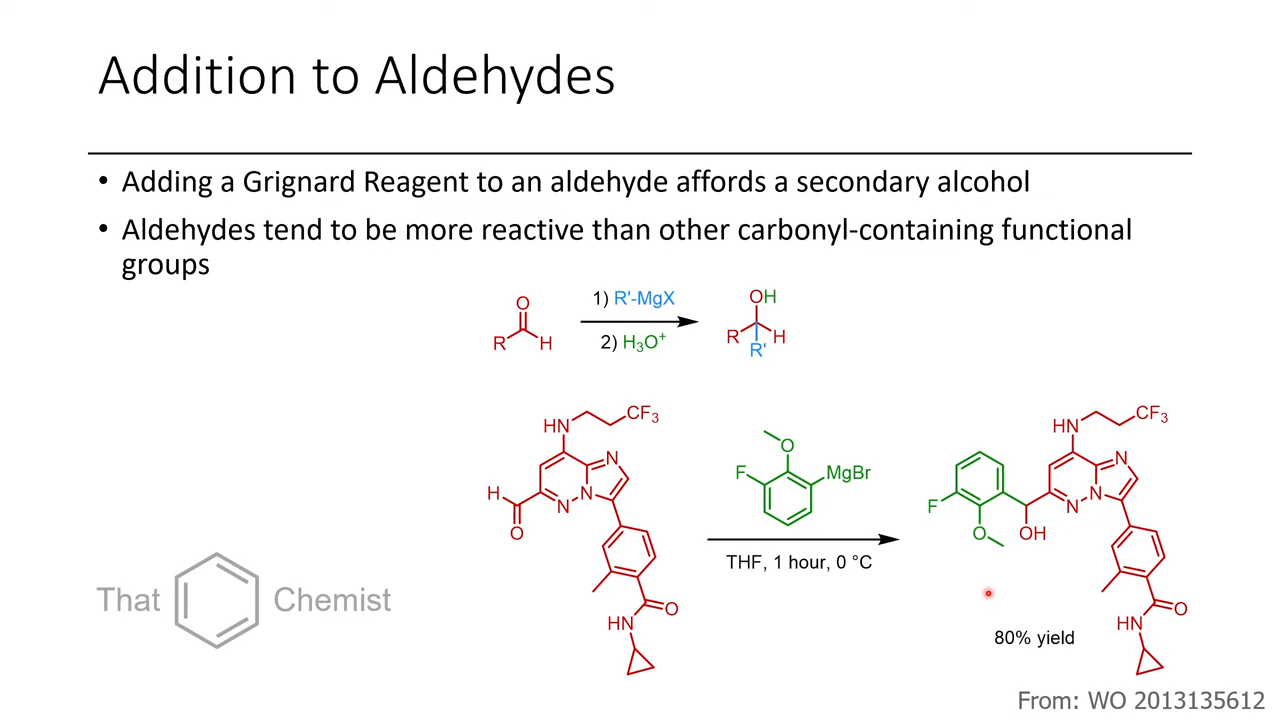 Addition to Aldehydes
• Adding a Grignard Reagent to an aldehyde affords a secondary alcohol
• Aldehydes tend to be more reactive than other carbonyl-containing functional
groups
O
R H
1) R'-MgX
2) H₃O⁺
OH
R H
R'
HN CF₃
N
N
N
H
O
O
HN
O
F MgBr
THF, 1 hour, 0 °C
HN CF₃
N
N
N
F
O
OH
O
HN
80% yield
That Chemist
From: WO 2013135612